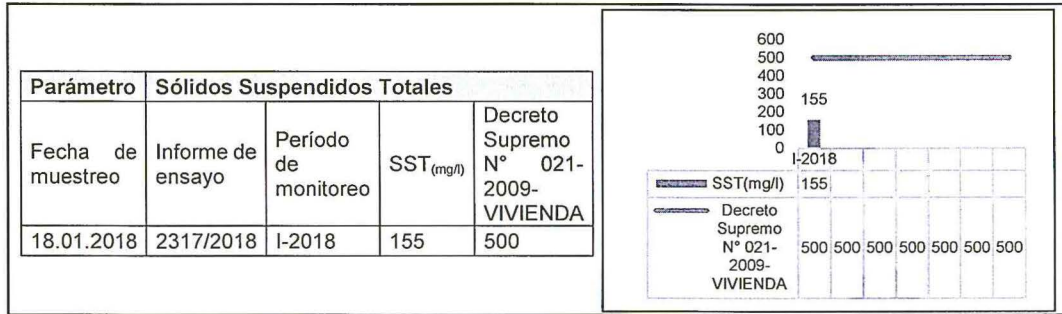 Parámetro Sólidos Suspendidos Totales
Fecha de muestreo
Informe de ensayo
Período de monitoreo
SST(mg/l)
Decreto Supremo N° 021-2009-VIVIENDA
18.01.2018 2317/2018 I-2018 155 500
600
500
400
300
200
100
0
155
I-2018
SST(mg/l) 155
Decreto
Supremo
N° 021-
2009-
VIVIENDA
500 500 500 500 500 500 500